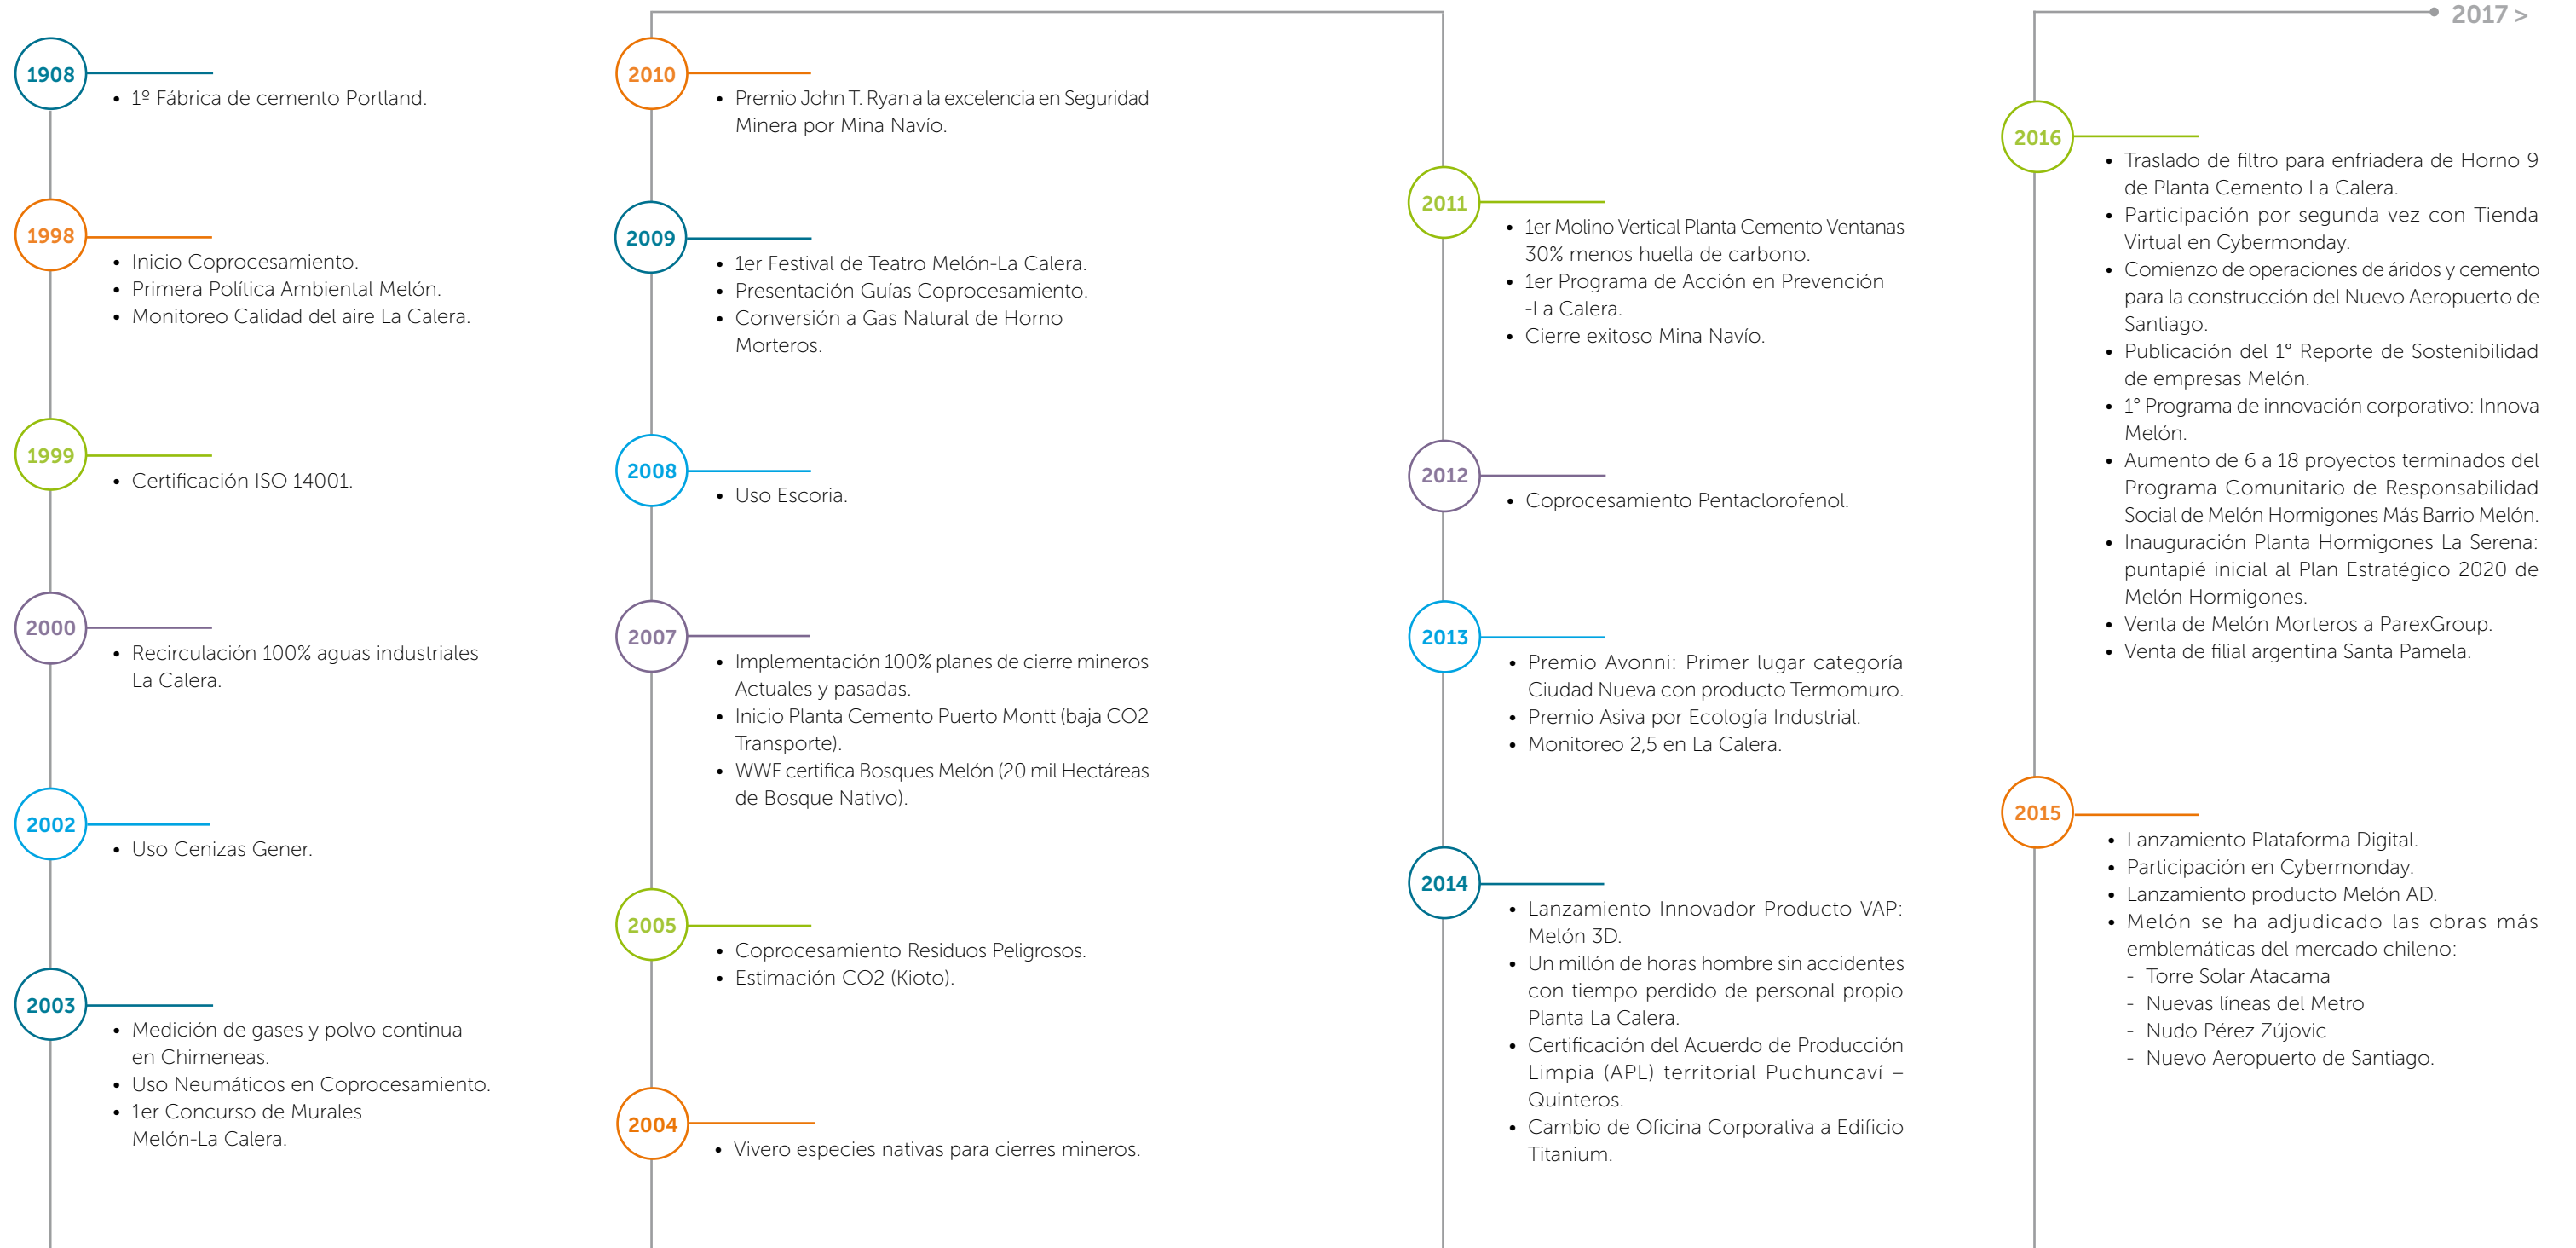 1908
• 1º Fábrica de cemento Portland.
1998
• Inicio Coprocesamiento.
• Primera Política Ambiental Melón.
• Monitoreo Calidad del aire La Calera.
1999
• Certificación ISO 14001.
2000
• Recirculación 100% aguas industriales
La Calera.
2002
• Uso Cenizas Gener.
2003
• Medición de gases y polvo continua
en Chimeneas.
• Uso Neumáticos en Coprocesamiento.
• 1er Concurso de Murales
Melón-La Calera.
2010
• Premio John T. Ryan a la excelencia en Seguridad
Minera por Mina Navío.
2009
• 1er Festival de Teatro Melón-La Calera.
• Presentación Guías Coprocesamiento.
• Conversión a Gas Natural de Horno
Morteros.
2008
• Uso Escoria.
2007
• Implementación 100% planes de cierre mineros
Actuales y pasadas.
• Inicio Planta Cemento Puerto Montt (baja CO2
Transporte).
• WWF certifica Bosques Melón (20 mil Hectáreas
de Bosque Nativo).
2005
• Coprocesamiento Residuos Peligrosos.
• Estimación CO2 (Kioto).
2004
• Vivero especies nativas para cierres mineros.
2011
• 1er Molino Vertical Planta Cemento Ventanas
30% menos huella de carbono.
• 1er Programa de Acción en Prevención
-La Calera.
• Cierre exitoso Mina Navío.
2012
• Coprocesamiento Pentaclorofenol.
2013
• Premio Avonni: Primer lugar categoría
Ciudad Nueva con producto Termomuro.
• Premio Asiva por Ecología Industrial.
• Monitoreo 2,5 en La Calera.
2014
• Lanzamiento Innovador Producto VAP:
Melón 3D.
• Un millón de horas hombre sin accidentes
con tiempo perdido de personal propio
Planta La Calera.
• Certificación del Acuerdo de Producción
Limpia (APL) territorial Puchuncaví –
Quinteros.
• Cambio de Oficina Corporativa a Edificio
Titanium.
2017 >
2016
• Traslado de filtro para enfriadera de Horno 9
de Planta Cemento La Calera.
• Participación por segunda vez con Tienda
Virtual en Cybermonday.
• Comienzo de operaciones de áridos y cemento
para la construcción del Nuevo Aeropuerto de
Santiago.
• Publicación del 1° Reporte de Sostenibilidad
de empresas Melón.
• 1° Programa de innovación corporativo: Innova
Melón.
• Aumento de 6 a 18 proyectos terminados del
Programa Comunitario de Responsabilidad
Social de Melón Hormigones Más Barrio Melón.
• Inauguración Planta Hormigones La Serena:
puntapié inicial al Plan Estratégico 2020 de
Melón Hormigones.
• Venta de Melón Morteros a ParexGroup.
• Venta de filial argentina Santa Pamela.
2015
• Lanzamiento Plataforma Digital.
• Participación en Cybermonday.
• Lanzamiento producto Melón AD.
• Melón se ha adjudicado las obras más
emblemáticas del mercado chileno:
- Torre Solar Atacama
- Nuevas líneas del Metro
- Nudo Pérez Zújovic
- Nuevo Aeropuerto de Santiago.